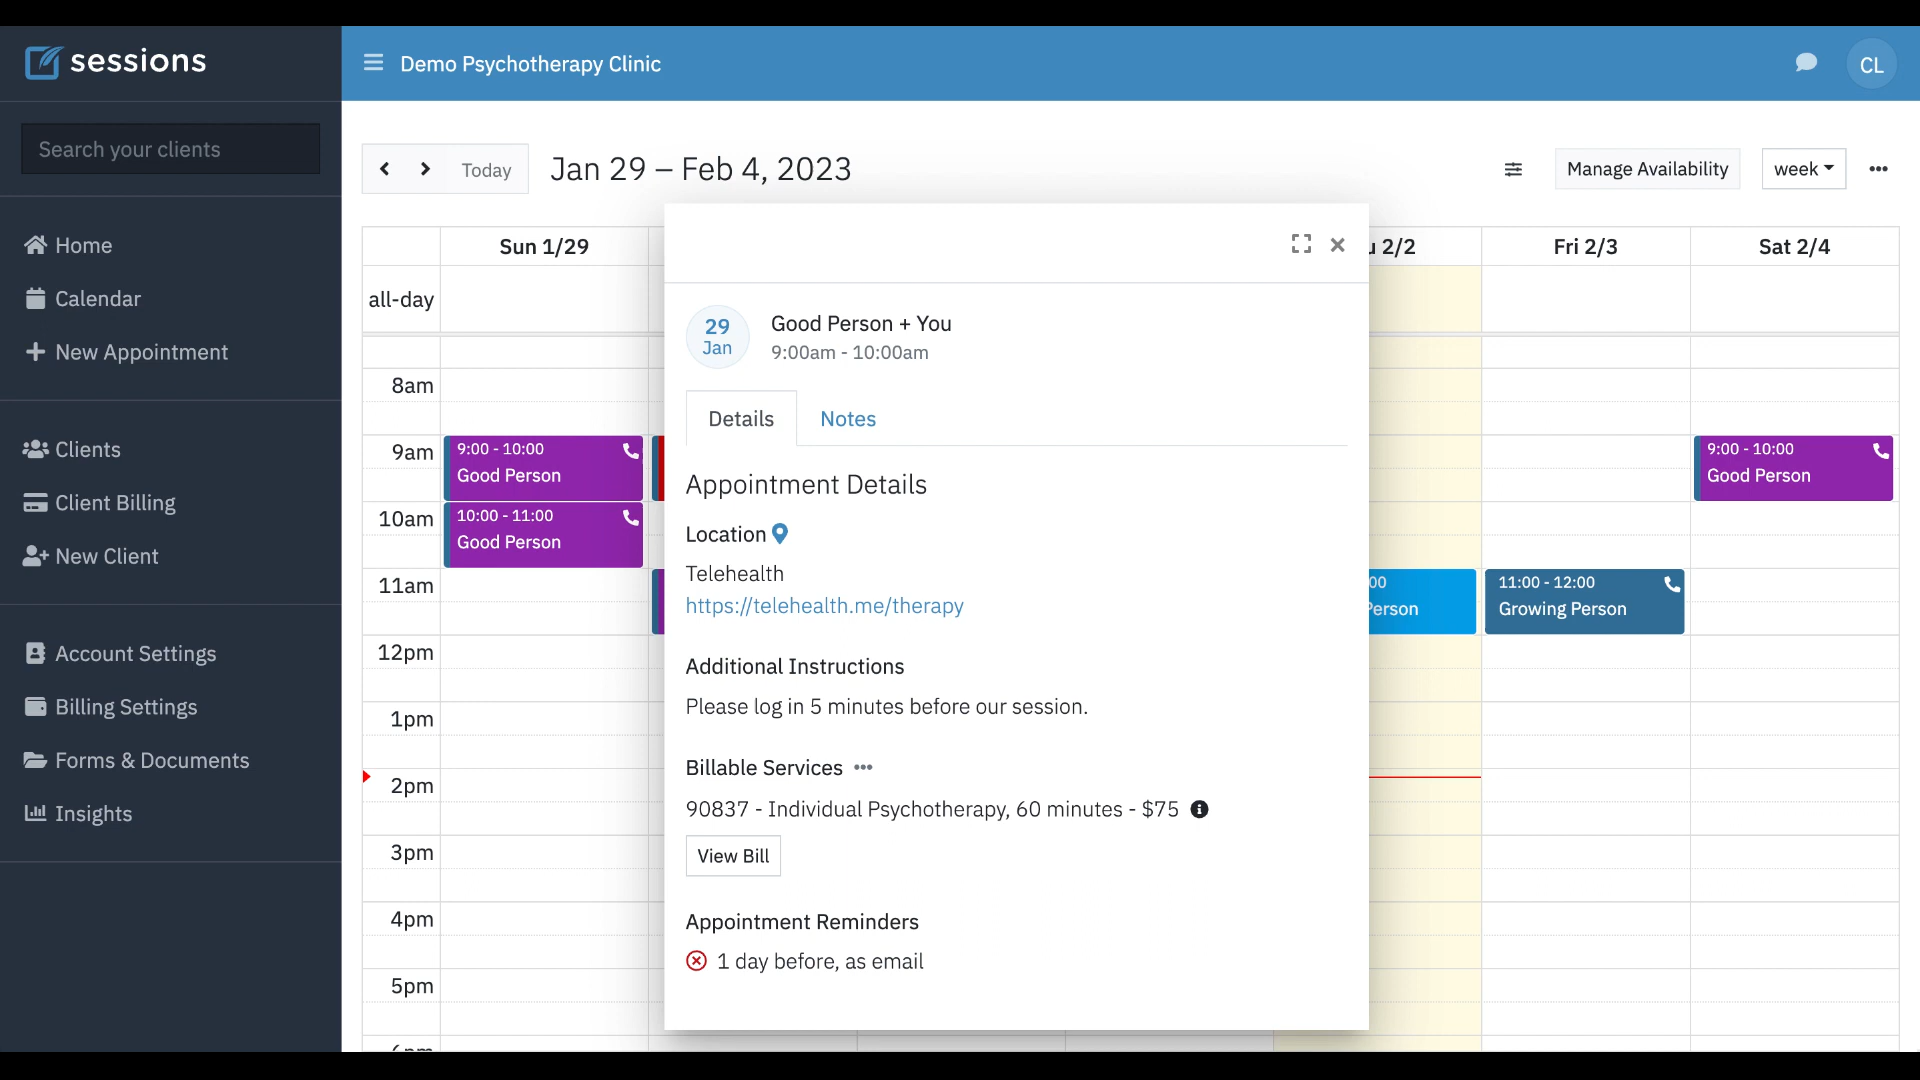 sessions
Demo Psychotherapy Clinic
CL
Search your clients
Home
Calendar
New Appointment
Clients
Client Billing
New Client
Account Settings
Billing Settings
Forms & Documents
Insights
Today
Jan 29 – Feb 4, 2023
Manage Availability
week
Sun 1/29
2/2
Fri 2/3
Sat 2/4
all-day
8am
9am
10am
11am
12pm
1pm
2pm
3pm
4pm
5pm
9:00 - 10:00
Good Person
10:00 - 11:00
Good Person
00
Person
11:00 - 12:00
Growing Person
9:00 - 10:00
Good Person
29
Jan
Good Person + You
9:00am - 10:00am
Details
Notes
Appointment Details
Location
Telehealth
https://telehealth.me/therapy
Additional Instructions
Please log in 5 minutes before our session.
Billable Services
90837 - Individual Psychotherapy, 60 minutes - $75
View Bill
Appointment Reminders
1 day before, as email